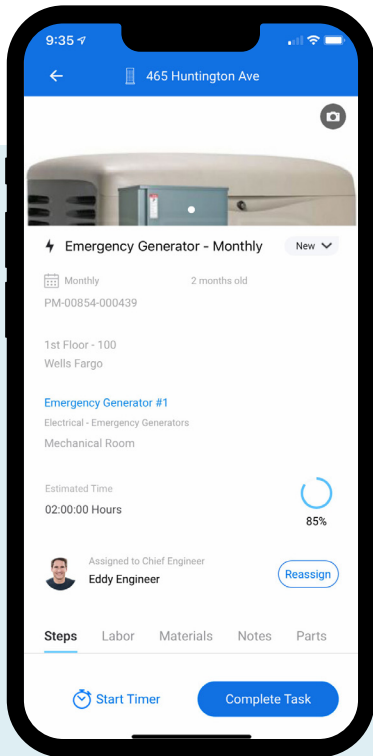 9:35
465 Huntington Ave
Emergency Generator - Monthly
New
Monthly
2 months old
PM-00854-000439
1st Floor - 100
Wells Fargo
Emergency Generator #1
Electrical - Emergency Generators
Mechanical Room
Estimated Time
02:00:00 Hours
85%
Assigned to Chief Engineer
Eddy Engineer
Reassign
Steps Labor Materials Notes Parts
Start Timer
Complete Task